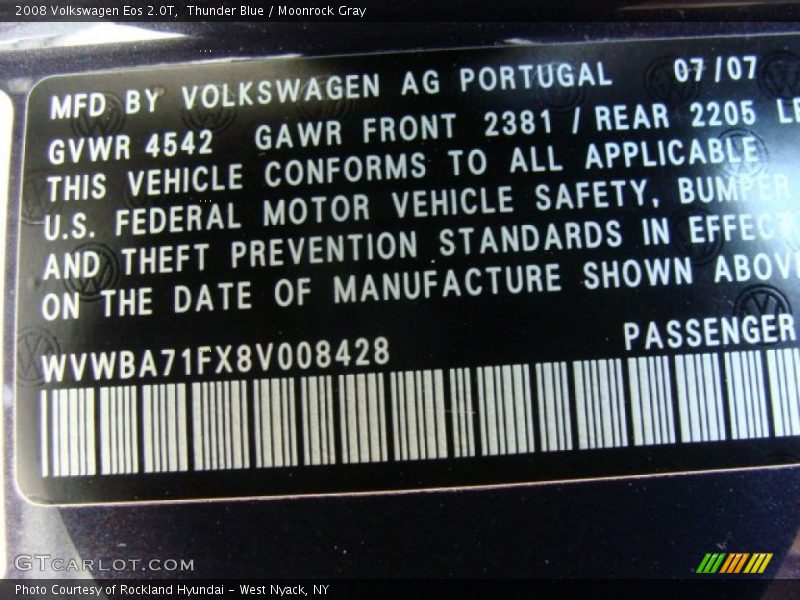 2008 Volkswagen Eos 2.0T,  Thunder Blue / Moonrock Gray
MFD BY VOLKSWAGEN AG PORTUGAL 07/07
GVWR 4542 GAWR FRONT 2381 / REAR 2205 LB
THIS VEHICLE CONFORMS TO ALL APPLICABLE
U.S. FEDERAL MOTOR VEHICLE SAFETY, BUMPER
AND THEFT PREVENTION STANDARDS IN EFFECT
ON THE DATE OF MANUFACTURE SHOWN ABOVE
WVWBA71FX8V008428 PASSENGER
GTCARLOT.COM
Photo Courtesy of Rockland Hyundai - West Nyack, NY